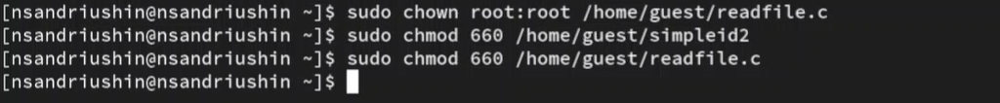 [nsandriushin@nsandriushin ~]$ sudo chown root:root /home/guest/readfile.c
[nsandriushin@nsandriushin ~]$ sudo chmod 660 /home/guest/simpleid2
[nsandriushin@nsandriushin ~]$ sudo chmod 660 /home/guest/readfile.c
[nsandriushin@nsandriushin ~]$